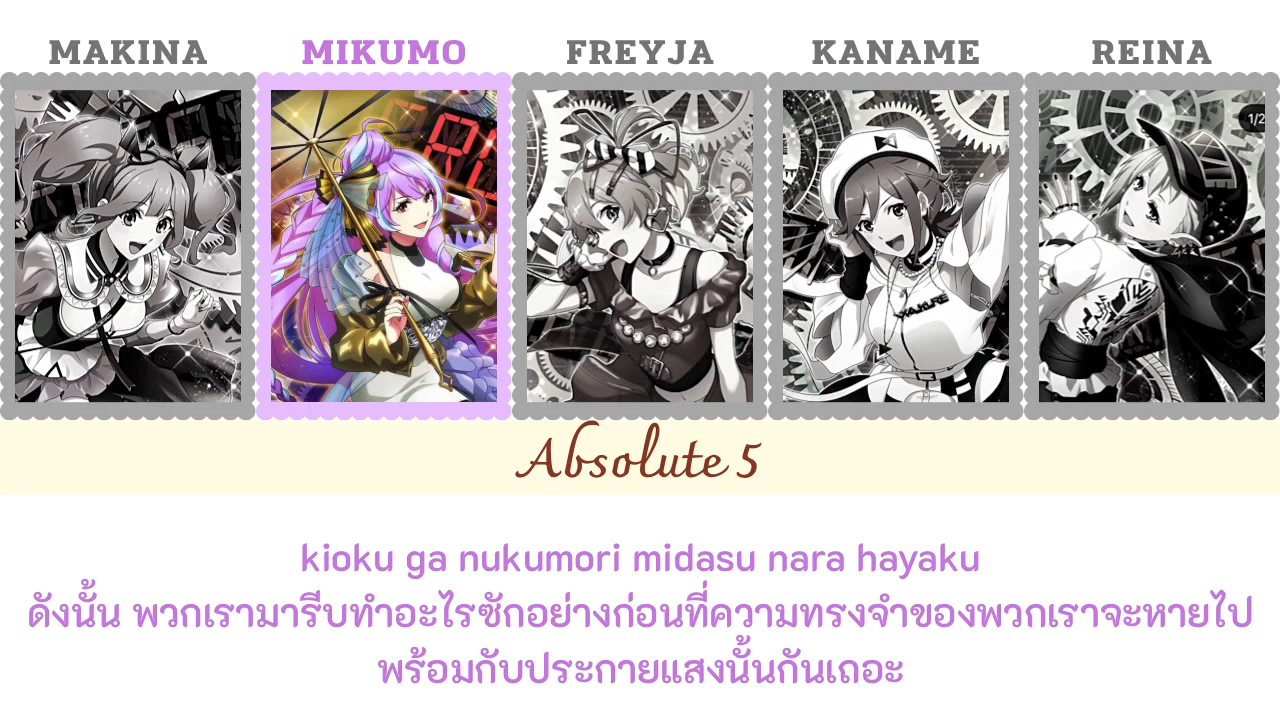 MAKINA MIKUMO FREYJA KANAME REINA
1/2
WALKÜRE
Absolute 5
kioku ga nukumori midasu nara hayaku
ดังนั้น พวกเรามารีบทำอะไรซักอย่างก่อนที่ความทรงจำของพวกเราจะหายไป
พร้อมกับประกายแสงนั้นกันเถอะ